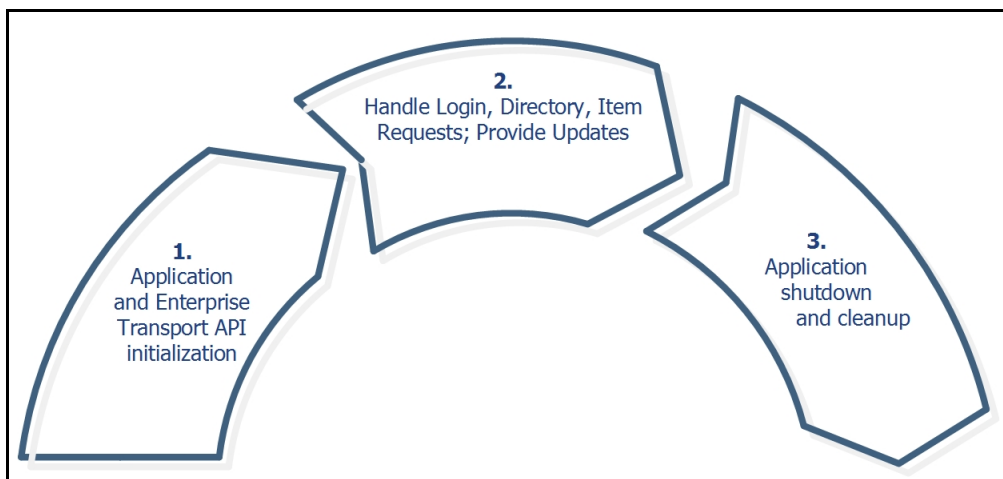 1.
Application
and Enterprise
Transport API
initialization
2.
Handle Login, Directory, Item
Requests; Provide Updates
3.
Application
shutdown
and cleanup